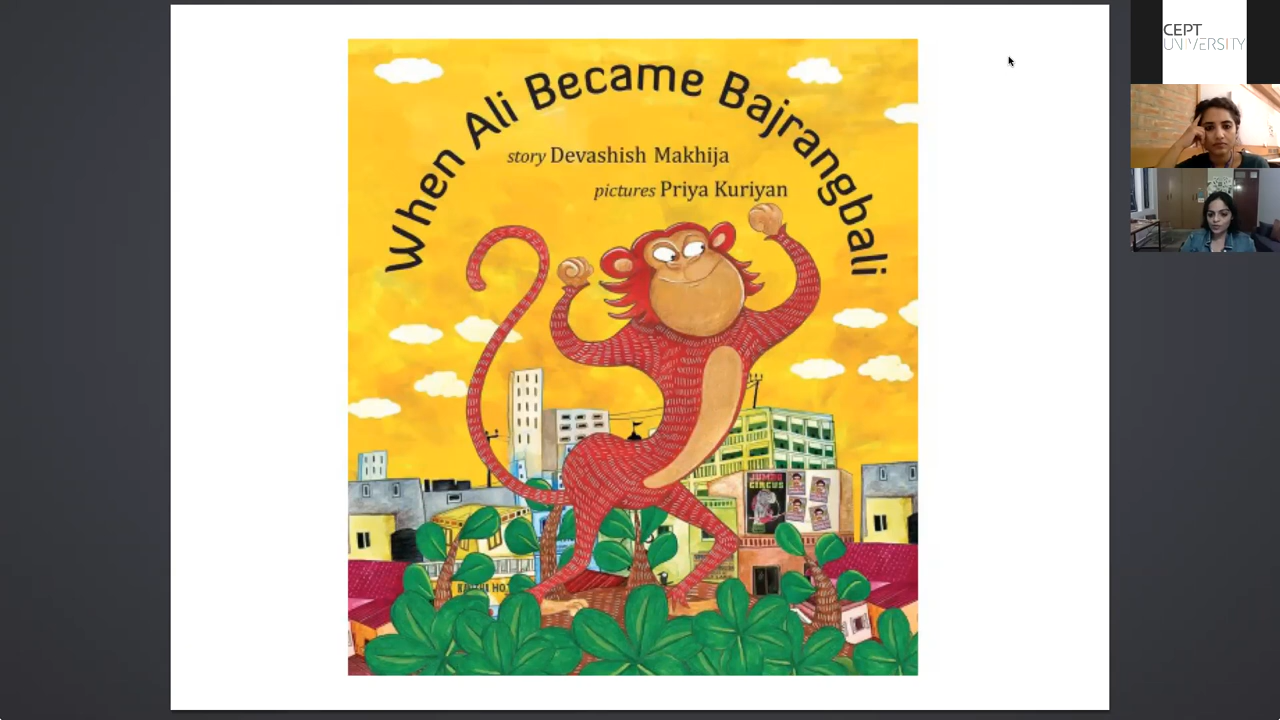 When Ali Became Bajrangbali
story Devashish Makhija
pictures Priya Kuriyan
JUMBO
CIRCUS
CEPT
UNIVERSITY